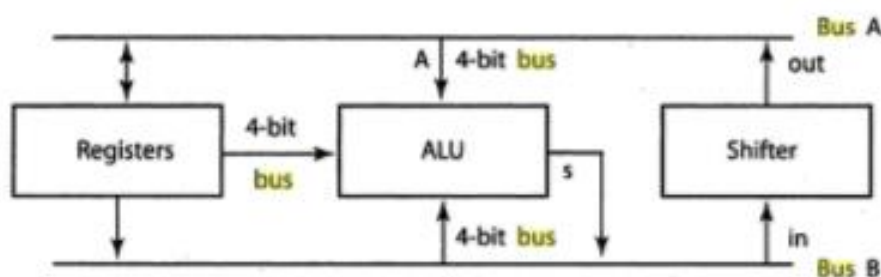 Bus A
A 4-bit bus
out
Registers
4-bit
bus
ALU
s
Shifter
4-bit bus
in
Bus B